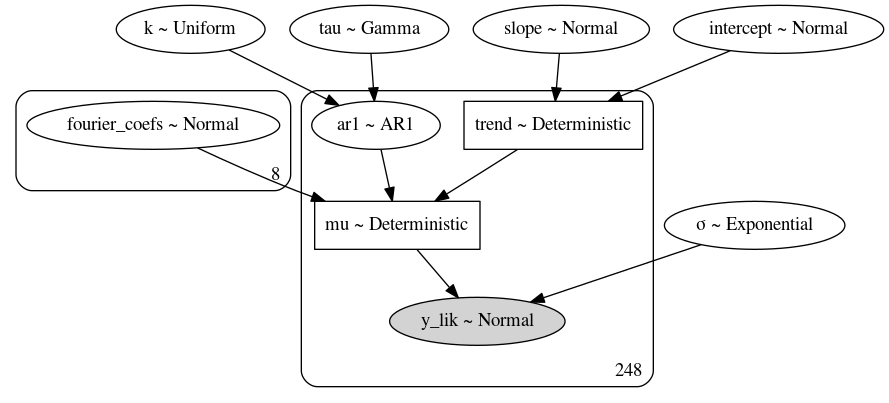 k ~ Uniform
tau ~ Gamma
slope ~ Normal
intercept ~ Normal
fourier_coefs ~ Normal
8
ar1 ~ AR1
trend ~ Deterministic
mu ~ Deterministic
σ ~ Exponential
y_lik ~ Normal
248